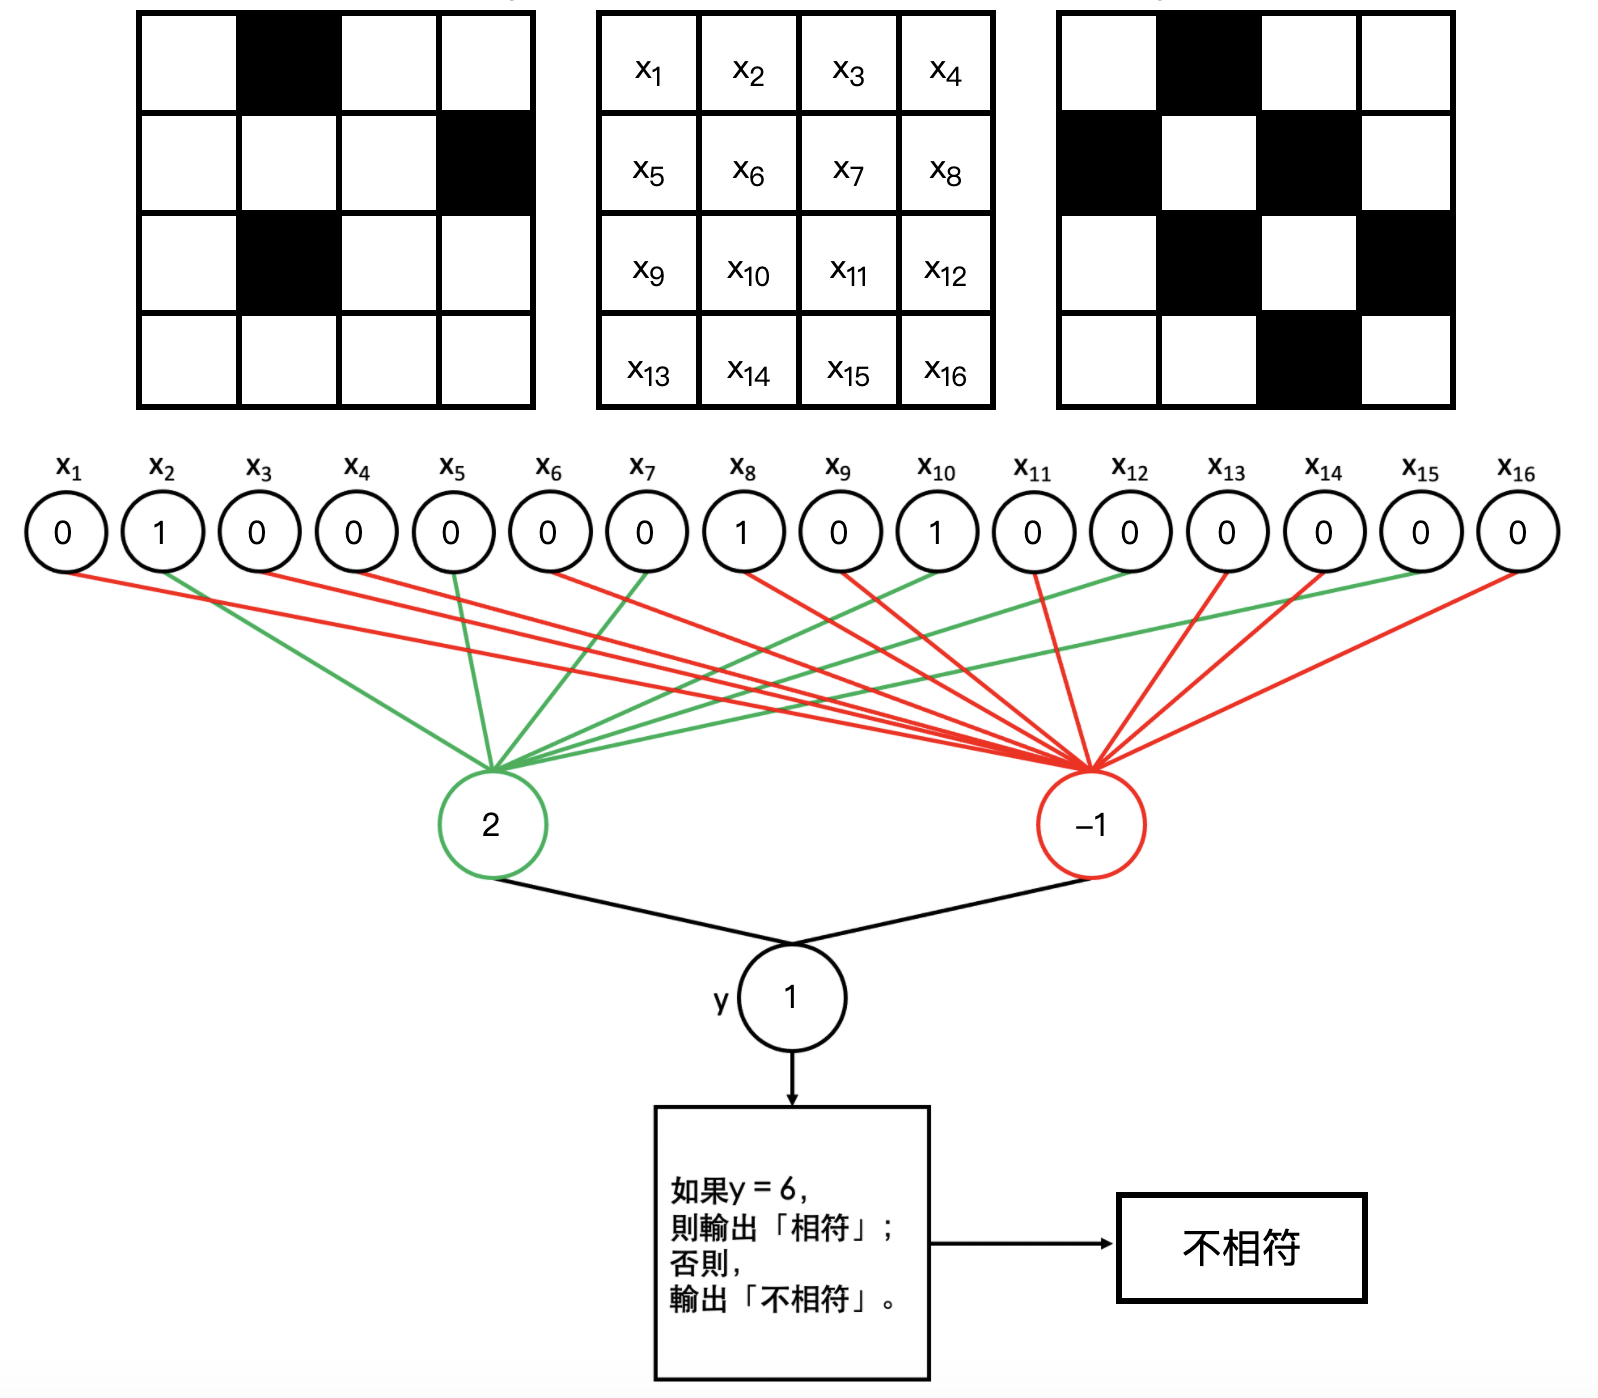 x₁ x₂ x₃ x₄
x₅ x₆ x₇ x₈
x₉ x₁₀ x₁₁ x₁₂
x₁₃ x₁₄ x₁₅ x₁₆
x₁ x₂ x₃ x₄ x₅ x₆ x₇ x₈ x₉ x₁₀ x₁₁ x₁₂ x₁₃ x₁₄ x₁₅ x₁₆
0 1 0 0 0 0 0 1 0 1 0 0 0 0 0 0
2 –1
y 1
如果y = 6,
則輸出「相符」;
否則,
輸出「不相符」。
不相符